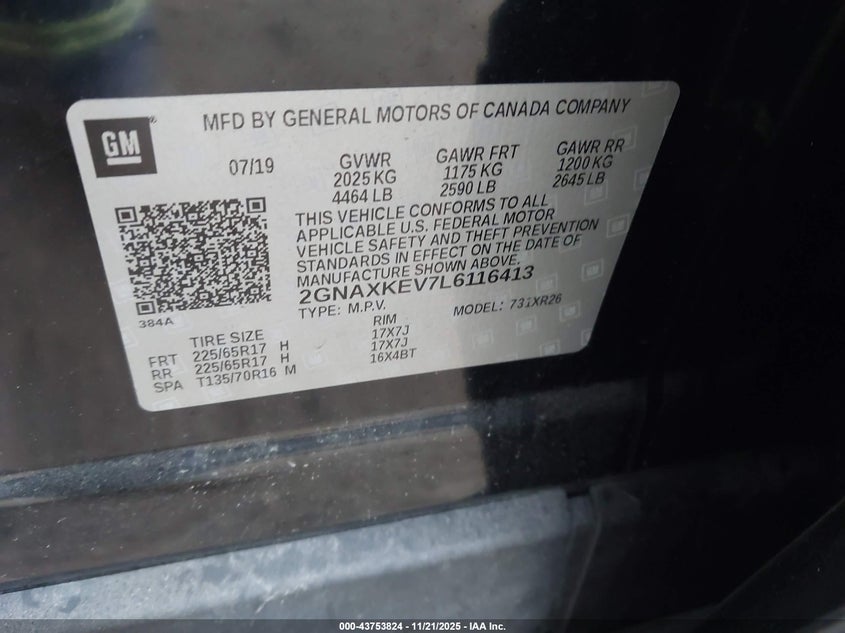 MFD BY GENERAL MOTORS OF CANADA COMPANY
GM
07/19 GVWR GAWR FRT GAWR RR
2025 KG 1175 KG 1200 KG
4464 LB 2590 LB 2645 LB
THIS VEHICLE CONFORMS TO ALL
APPLICABLE U.S. FEDERAL MOTOR
VEHICLE SAFETY AND THEFT PREVENTION
STANDARDS IN EFFECT ON THE DATE OF
MANUFACTURE SHOWN ABOVE.
2GNAXKEV7L6116413
TYPE: M.P.V. MODEL: 731XR26
384A
TIRE SIZE RIM
FRT 225/65R17 H 17X7J
RR 225/65R17 H 17X7J
SPA T135/70R16 M 16X4BT
000-43753824 - 11/21/2025 - IAA Inc.